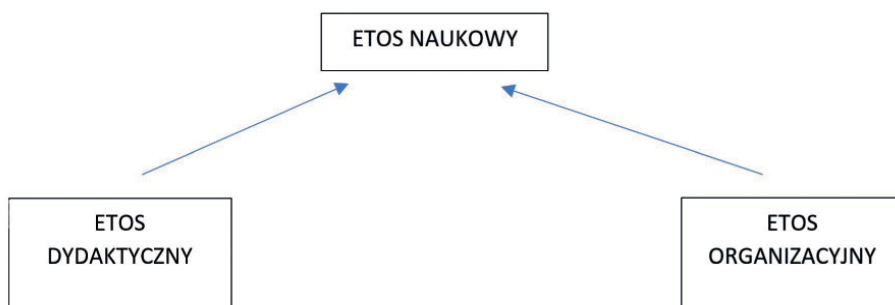 ETOS NAUKOWY
ETOS
DYDAKTYCZNY
ETOS
ORGANIZACYJNY